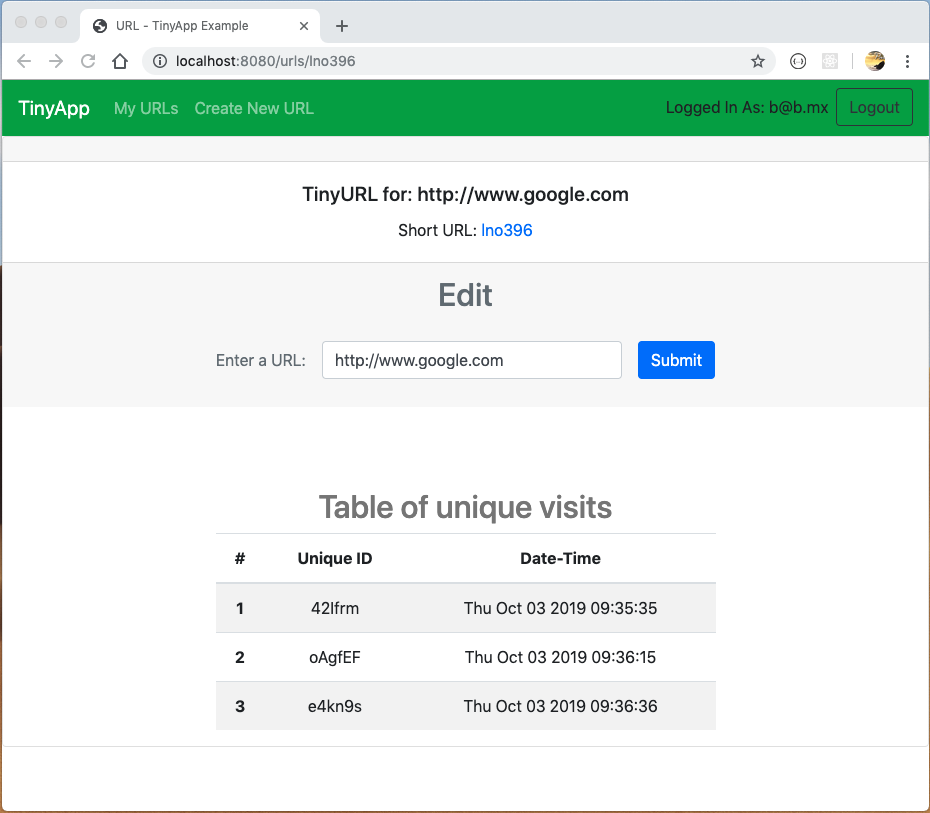 URL - TinyApp Example
localhost:8080/urls/lno396
TinyApp My URLs Create New URL Logged In As: b@b.mx Logout
TinyURL for: http://www.google.com
Short URL: lno396
Edit
Enter a URL: http://www.google.com Submit
Table of unique visits
# Unique ID Date-Time
1 42lfrm Thu Oct 03 2019 09:35:35
2 oAgfEF Thu Oct 03 2019 09:36:15
3 e4kn9s Thu Oct 03 2019 09:36:36